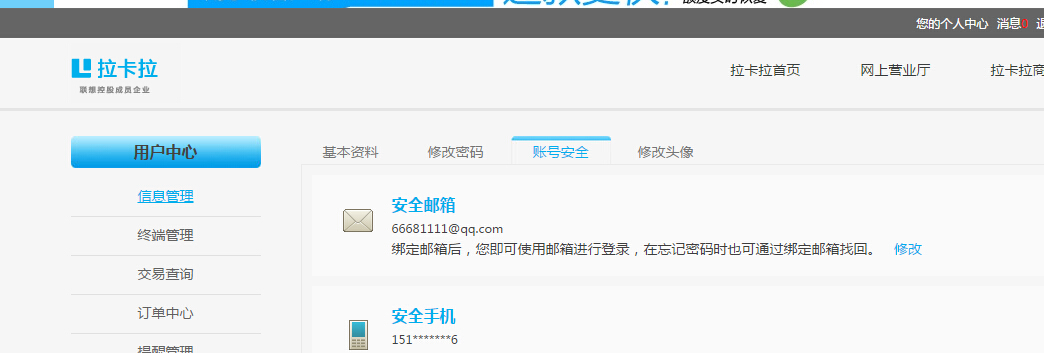 您的个人中心 消息0
拉卡拉
联想控股成员企业
拉卡拉首页 网上营业厅 拉卡拉商
用户中心
信息管理
终端管理
交易查询
订单中心
提醒管理
基本资料 修改密码 账号安全 修改头像
安全邮箱
66681111@qq.com
绑定邮箱后，您即可使用邮箱进行登录，在忘记密码时也可通过绑定邮箱找回。 修改
安全手机
151*******6